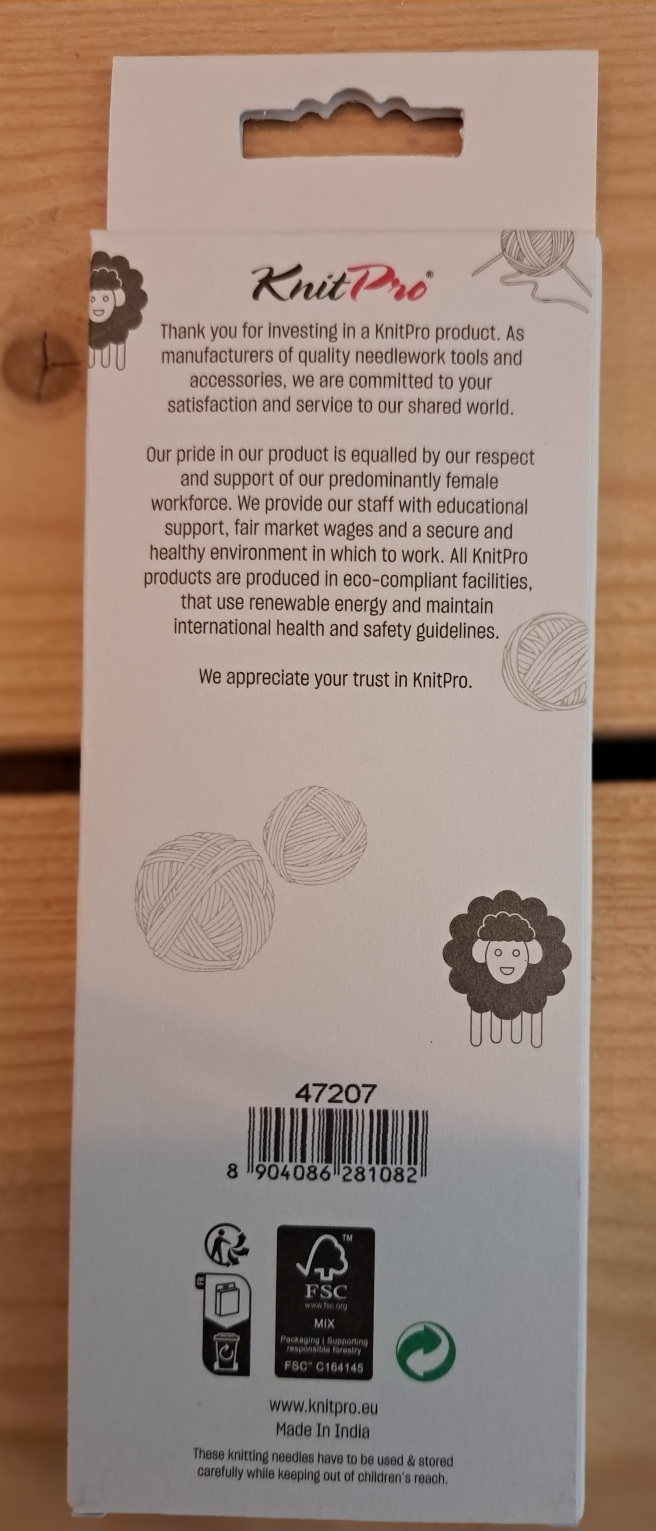 KnitPro®
Thank you for investing in a KnitPro product. As
manufacturers of quality needlework tools and
accessories, we are committed to your
satisfaction and service to our shared world.
Our pride in our product is equalled by our respect
and support of our predominantly female
workforce. We provide our staff with educational
support, fair market wages and a secure and
healthy environment in which to work. All KnitPro
products are produced in eco-compliant facilities,
that use renewable energy and maintain
international health and safety guidelines.
We appreciate your trust in KnitPro.
47207
8 904086 281082
FR
™
FSC
www.fsc.org
MIX
Packaging | Supporting
responsible forestry
FSC® C164145
www.knitpro.eu
Made In India
These knitting needles have to be used & stored
carefully while keeping out of children's reach.